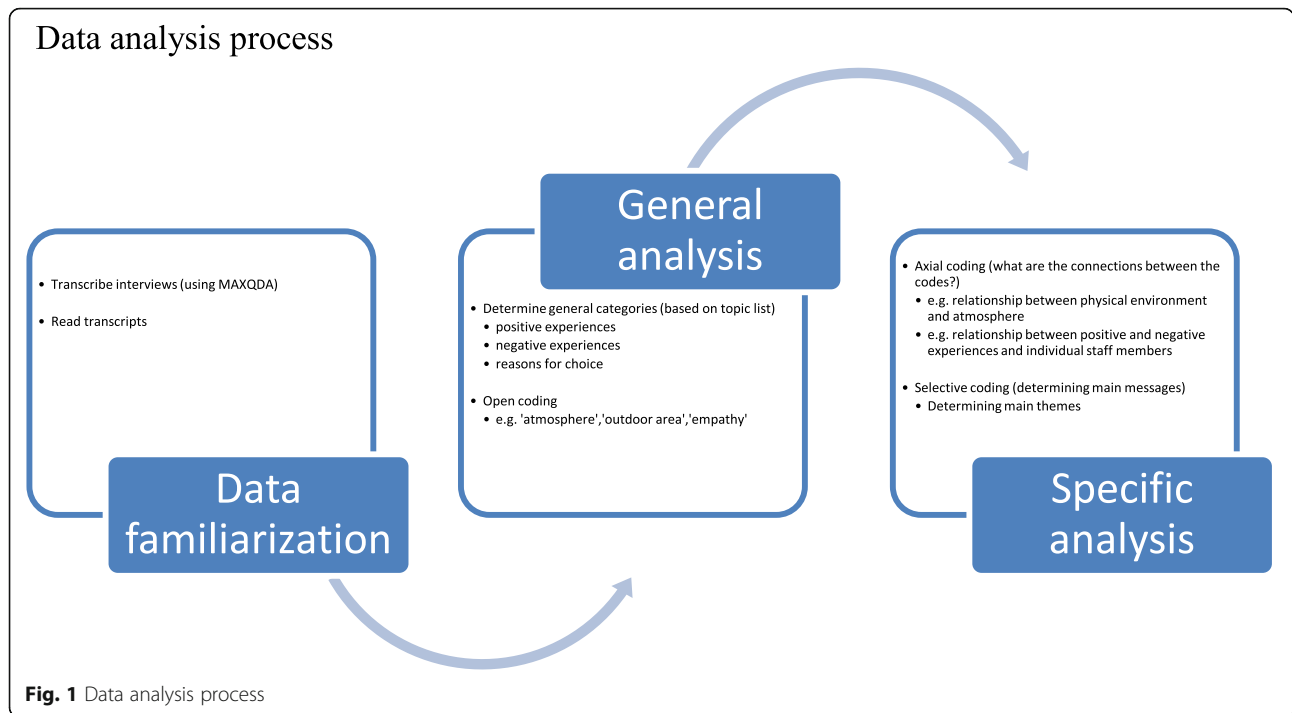 Data analysis process
• Transcribe interviews (using MAXQDA)
• Read transcripts
Data
familiarization
General
analysis
• Determine general categories (based on topic list)
• positive experiences
• negative experiences
• reasons for choice
• Open coding
• e.g. 'atmosphere','outdoor area','empathy'
• Axial coding (what are the connections between the
codes?)
• e.g. relationship between physical environment
and atmosphere
• e.g. relationship between positive and negative
experiences and individual staff members
• Selective coding (determining main messages)
• Determining main themes
Specific
analysis
Fig. 1 Data analysis process